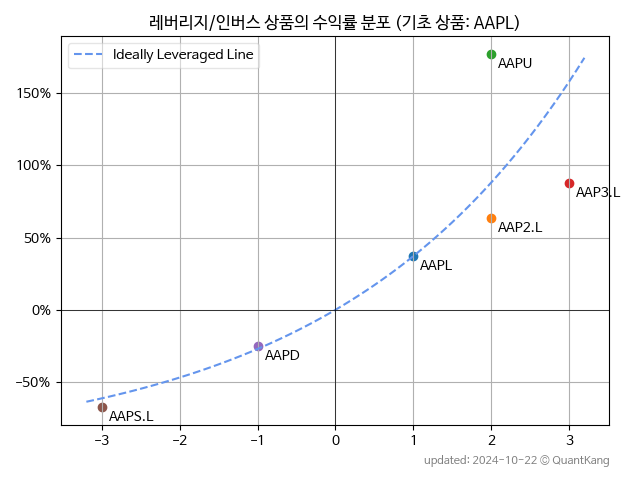 레버리지/인버스 상품의 수익률 분포 (기초 상품: AAPL)
Ideally Leveraged Line
AAPU
150%
100%
AAP3.L
50%
AAP2.L
AAPL
0%
AAPD
−50%
AAPS.L
−3 −2 −1 0 1 2 3
updated: 2024-10-22 © QuantKang